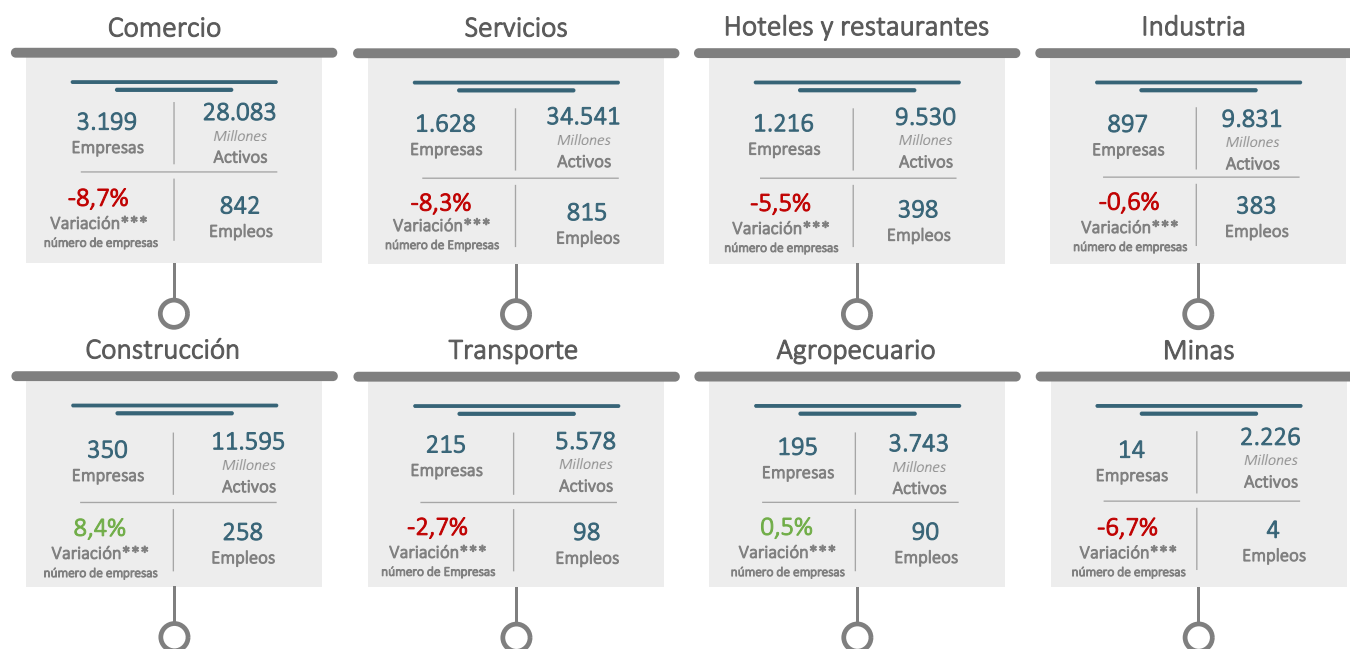 Comercio
3.199
Empresas
28.083
Millones
Activos
-8,7%
Variación***
número de empresas
842
Empleos
Servicios
1.628
Empresas
34.541
Millones
Activos
-8,3%
Variación***
número de Empresas
815
Empleos
Hoteles y restaurantes
1.216
Empresas
9.530
Millones
Activos
-5,5%
Variación***
número de empresas
398
Empleos
Industria
897
Empresas
9.831
Millones
Activos
-0,6%
Variación***
número de empresas
383
Empleos
Construcción
350
Empresas
11.595
Millones
Activos
8,4%
Variación***
número de empresas
258
Empleos
Transporte
215
Empresas
5.578
Millones
Activos
-2,7%
Variación***
número de Empresas
98
Empleos
Agropecuario
195
Empresas
3.743
Millones
Activos
0,5%
Variación***
número de empresas
90
Empleos
Minas
14
Empresas
2.226
Millones
Activos
-6,7%
Variación***
número de empresas
4
Empleos